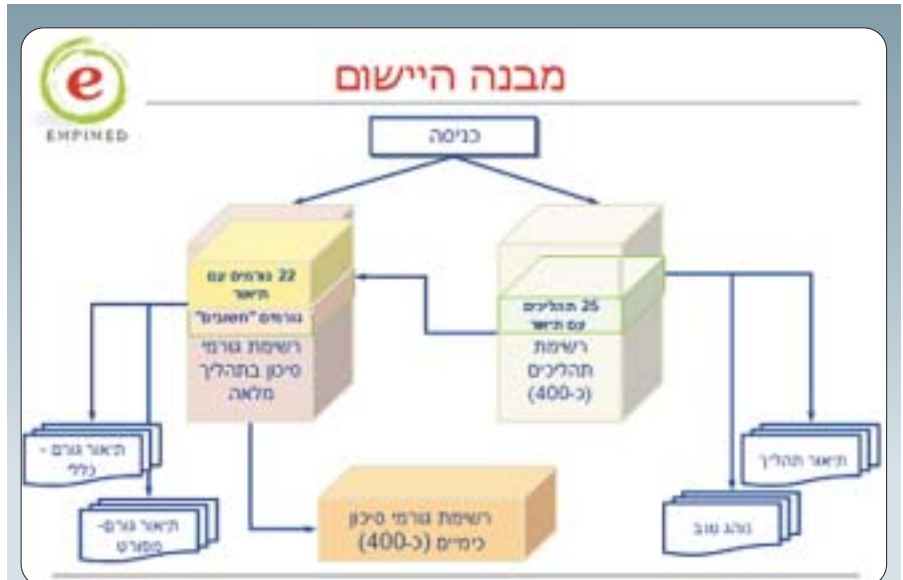 מבנה היישום
e
EMPIMED
כניסה
22 גורמים עם
תיאור
גורמים "חשובים"
רשימת גורמי
סיכון בתהליך
מלאה
25 תהליכים
עם תיאור
רשימת
תהליכים
(כ-400)
תיאור גורם -
כללי
תיאור גורם-
מפורט
רשימת גורמי סיכון
כימיים (כ-400)
תיאור תהליך
נוהג טוב